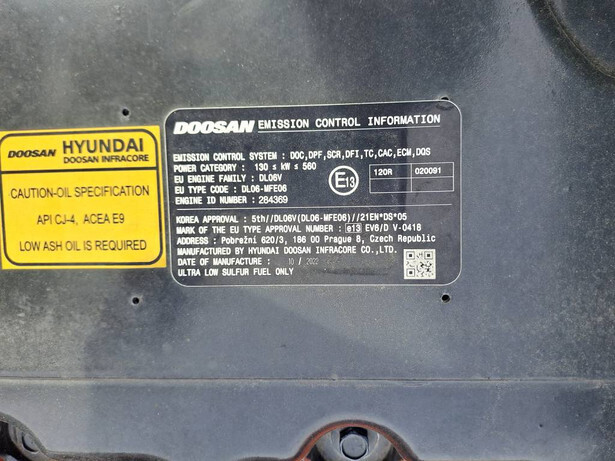 DOOSAN HYUNDAI
DOOSAN INFRACORE
CAUTION-OIL SPECIFICATION
API CJ-4, ACEA E9
LOW ASH OIL IS REQUIRED
DOOSAN EMISSION CONTROL INFORMATION
EMISSION CONTROL SYSTEM : DOC,DPF,SCR,DFI,TC,CAC,ECM,DOS
POWER CATEGORY : 130 ≤ kW ≤ 560
EU ENGINE FAMILY : DL06V
EU TYPE CODE : DL06-MFE06
ENGINE ID NUMBER : 284369
E13
120R 020091
KOREA APPROVAL : 5th//DL06V(DL06-MFE06)//21EN*DS*05
MARK OF THE EU TYPE APPROVAL NUMBER : e13 EV6/D V-0418
ADDRESS : Pobrežní 620/3, 186 00 Prague 8, Czech Republic
MANUFACTURED BY HYUNDAI DOOSAN INFRACORE CO.,LTD.
DATE OF MANUFACTURE : 10 / 2022
ULTRA LOW SULFUR FUEL ONLY